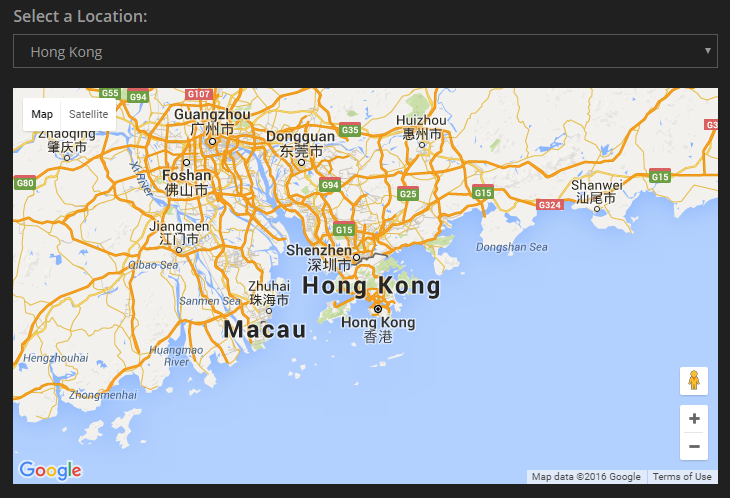 Select a Location:
Hong Kong
Map Satellite
G55
G94
G107
Guangzhou
广州市
Huizhou
惠州市
G35
Zhaoqing
肇庆市
Dongguan
东莞市
Xi River
Foshan
佛山市
G80
G94
G25
G15
G15
G324
Shanwei
汕尾市
Jiangmen
江门市
G15
Dongshan Sea
Shenzhen
深圳市
Qibao Sea
Zhuhai
珠海市
Hong Kong
Sanmen Sea
Macau
Hong Kong
香港
Hengzhouhai
Huangmao
River
Zhongmenhai
+
−
Google
Map data ©2016 Google
Terms of Use